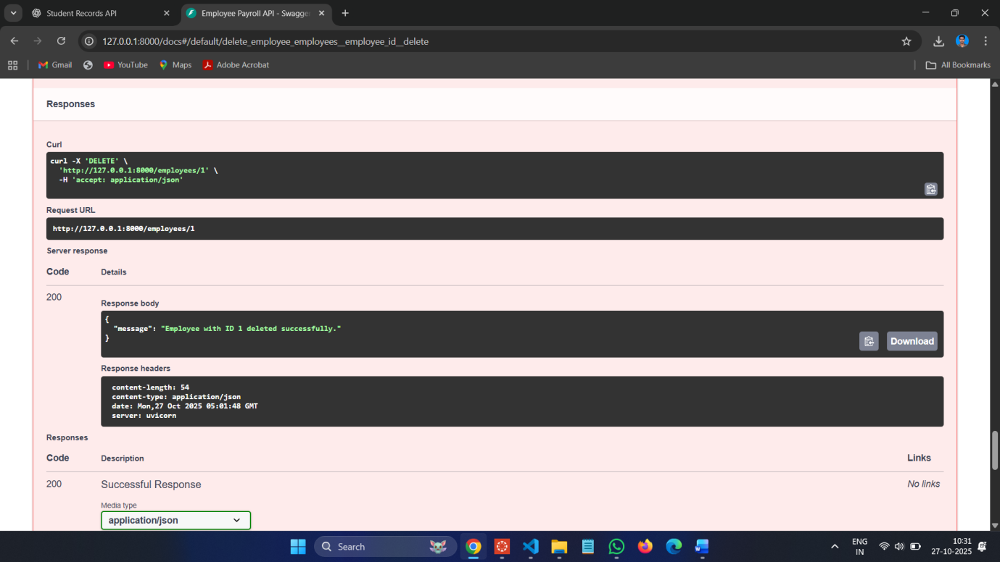 Student Records API
Employee Payroll API - Swagger
127.0.0.1:8000/docs#/default/delete_employee_employees__employee_id__delete
Gmail
YouTube
Maps
Adobe Acrobat
All Bookmarks
Responses
Curl
curl -X 'DELETE' \
'http://127.0.0.1:8000/employees/1' \
-H 'accept: application/json'
Request URL
http://127.0.0.1:8000/employees/1
Server response
Code Details
200
Response body
{
"message": "Employee with ID 1 deleted successfully."
}
Download
Response headers
content-length: 54
content-type: application/json
date: Mon,27 Oct 2025 05:01:48 GMT
server: uvicorn
Responses
Code Description Links
200 Successful Response No links
Media type
application/json
Search
ENG
IN
10:31
27-10-2025